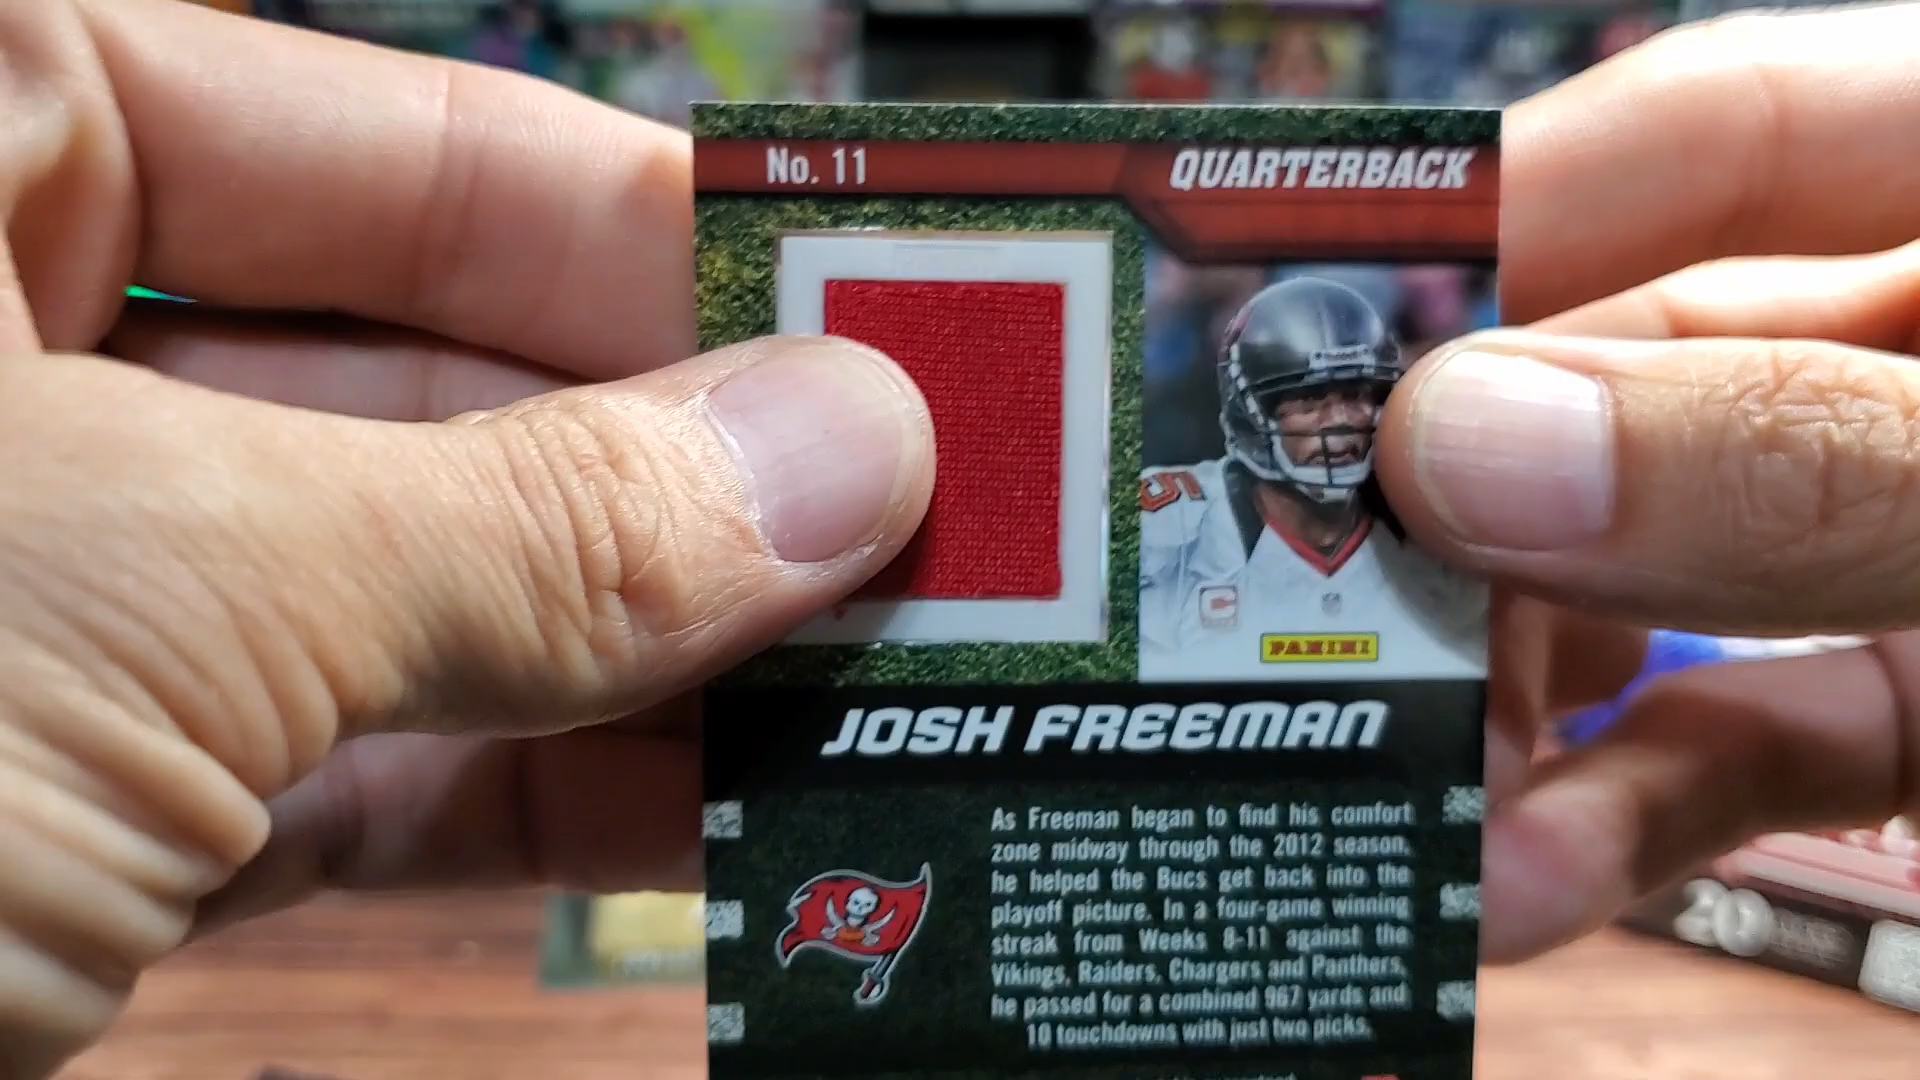 No. 11
QUARTERBACK
5
C
PANINI
JOSH FREEMAN
As Freeman began to find his comfort
zone midway through the 2012 season,
he helped the Bucs get back into the
playoff picture. In a four-game winning
streak from Weeks 8-11 against the
Vikings, Raiders, Chargers and Panthers,
he passed for a combined 967 yards and
10 touchdowns with just two picks.